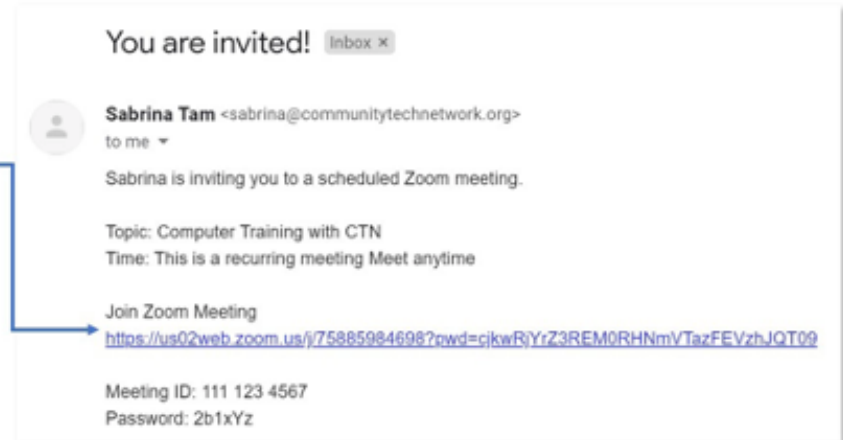 You are invited! Inbox ×
Sabrina Tam <sabrina@communitytechnetwork.org>
to me
Sabrina is inviting you to a scheduled Zoom meeting.
Topic: Computer Training with CTN
Time: This is a recurring meeting Meet anytime
Join Zoom Meeting
https://us02web.zoom.us/j/75885984698?pwd=cjkwRjYrZ3REM0RHNmVTazFEVzhJQT09
Meeting ID: 111 123 4567
Password: 2b1xYz